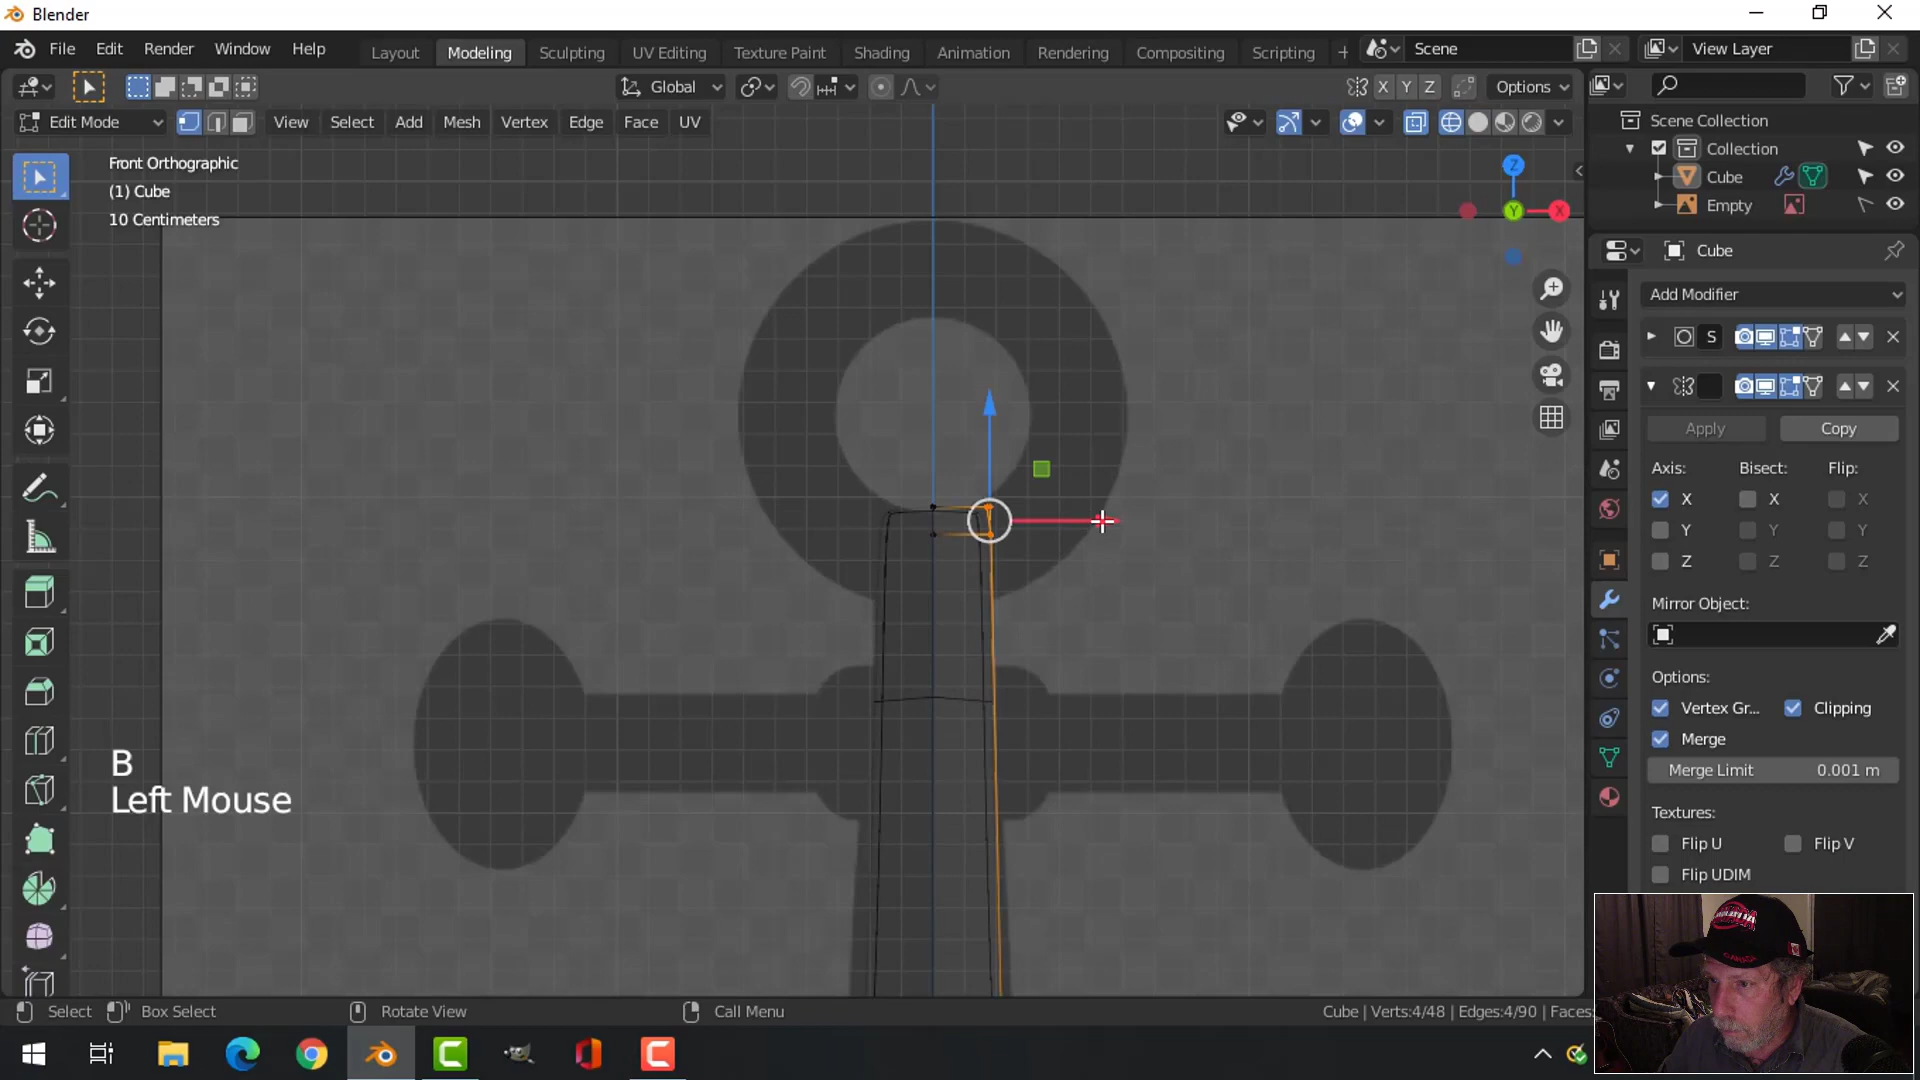 Blender
File Edit Render Window Help
Layout Modeling Sculpting UV Editing Texture Paint Shading Animation Rendering Compositing Scripting + Scene View Layer
Global X Y Z Options
Edit Mode View Select Add Mesh Vertex Edge Face UV
Scene Collection
Collection
Cube
Empty
Front Orthographic
(1) Cube
10 Centimeters
Z
Y
X
Cube
Add Modifier
S
Apply Copy
Axis: Bisect: Flip:
X X X
Y Y Y
Z Z Z
Mirror Object:
Options:
Vertex Gr... Clipping
Merge
Merge Limit 0.001 m
Textures:
Flip U Flip V
Flip UDIM
B
Left Mouse
Select Box Select Rotate View Call Menu Cube | Verts:4/48 | Edges:4/90 | Faces: